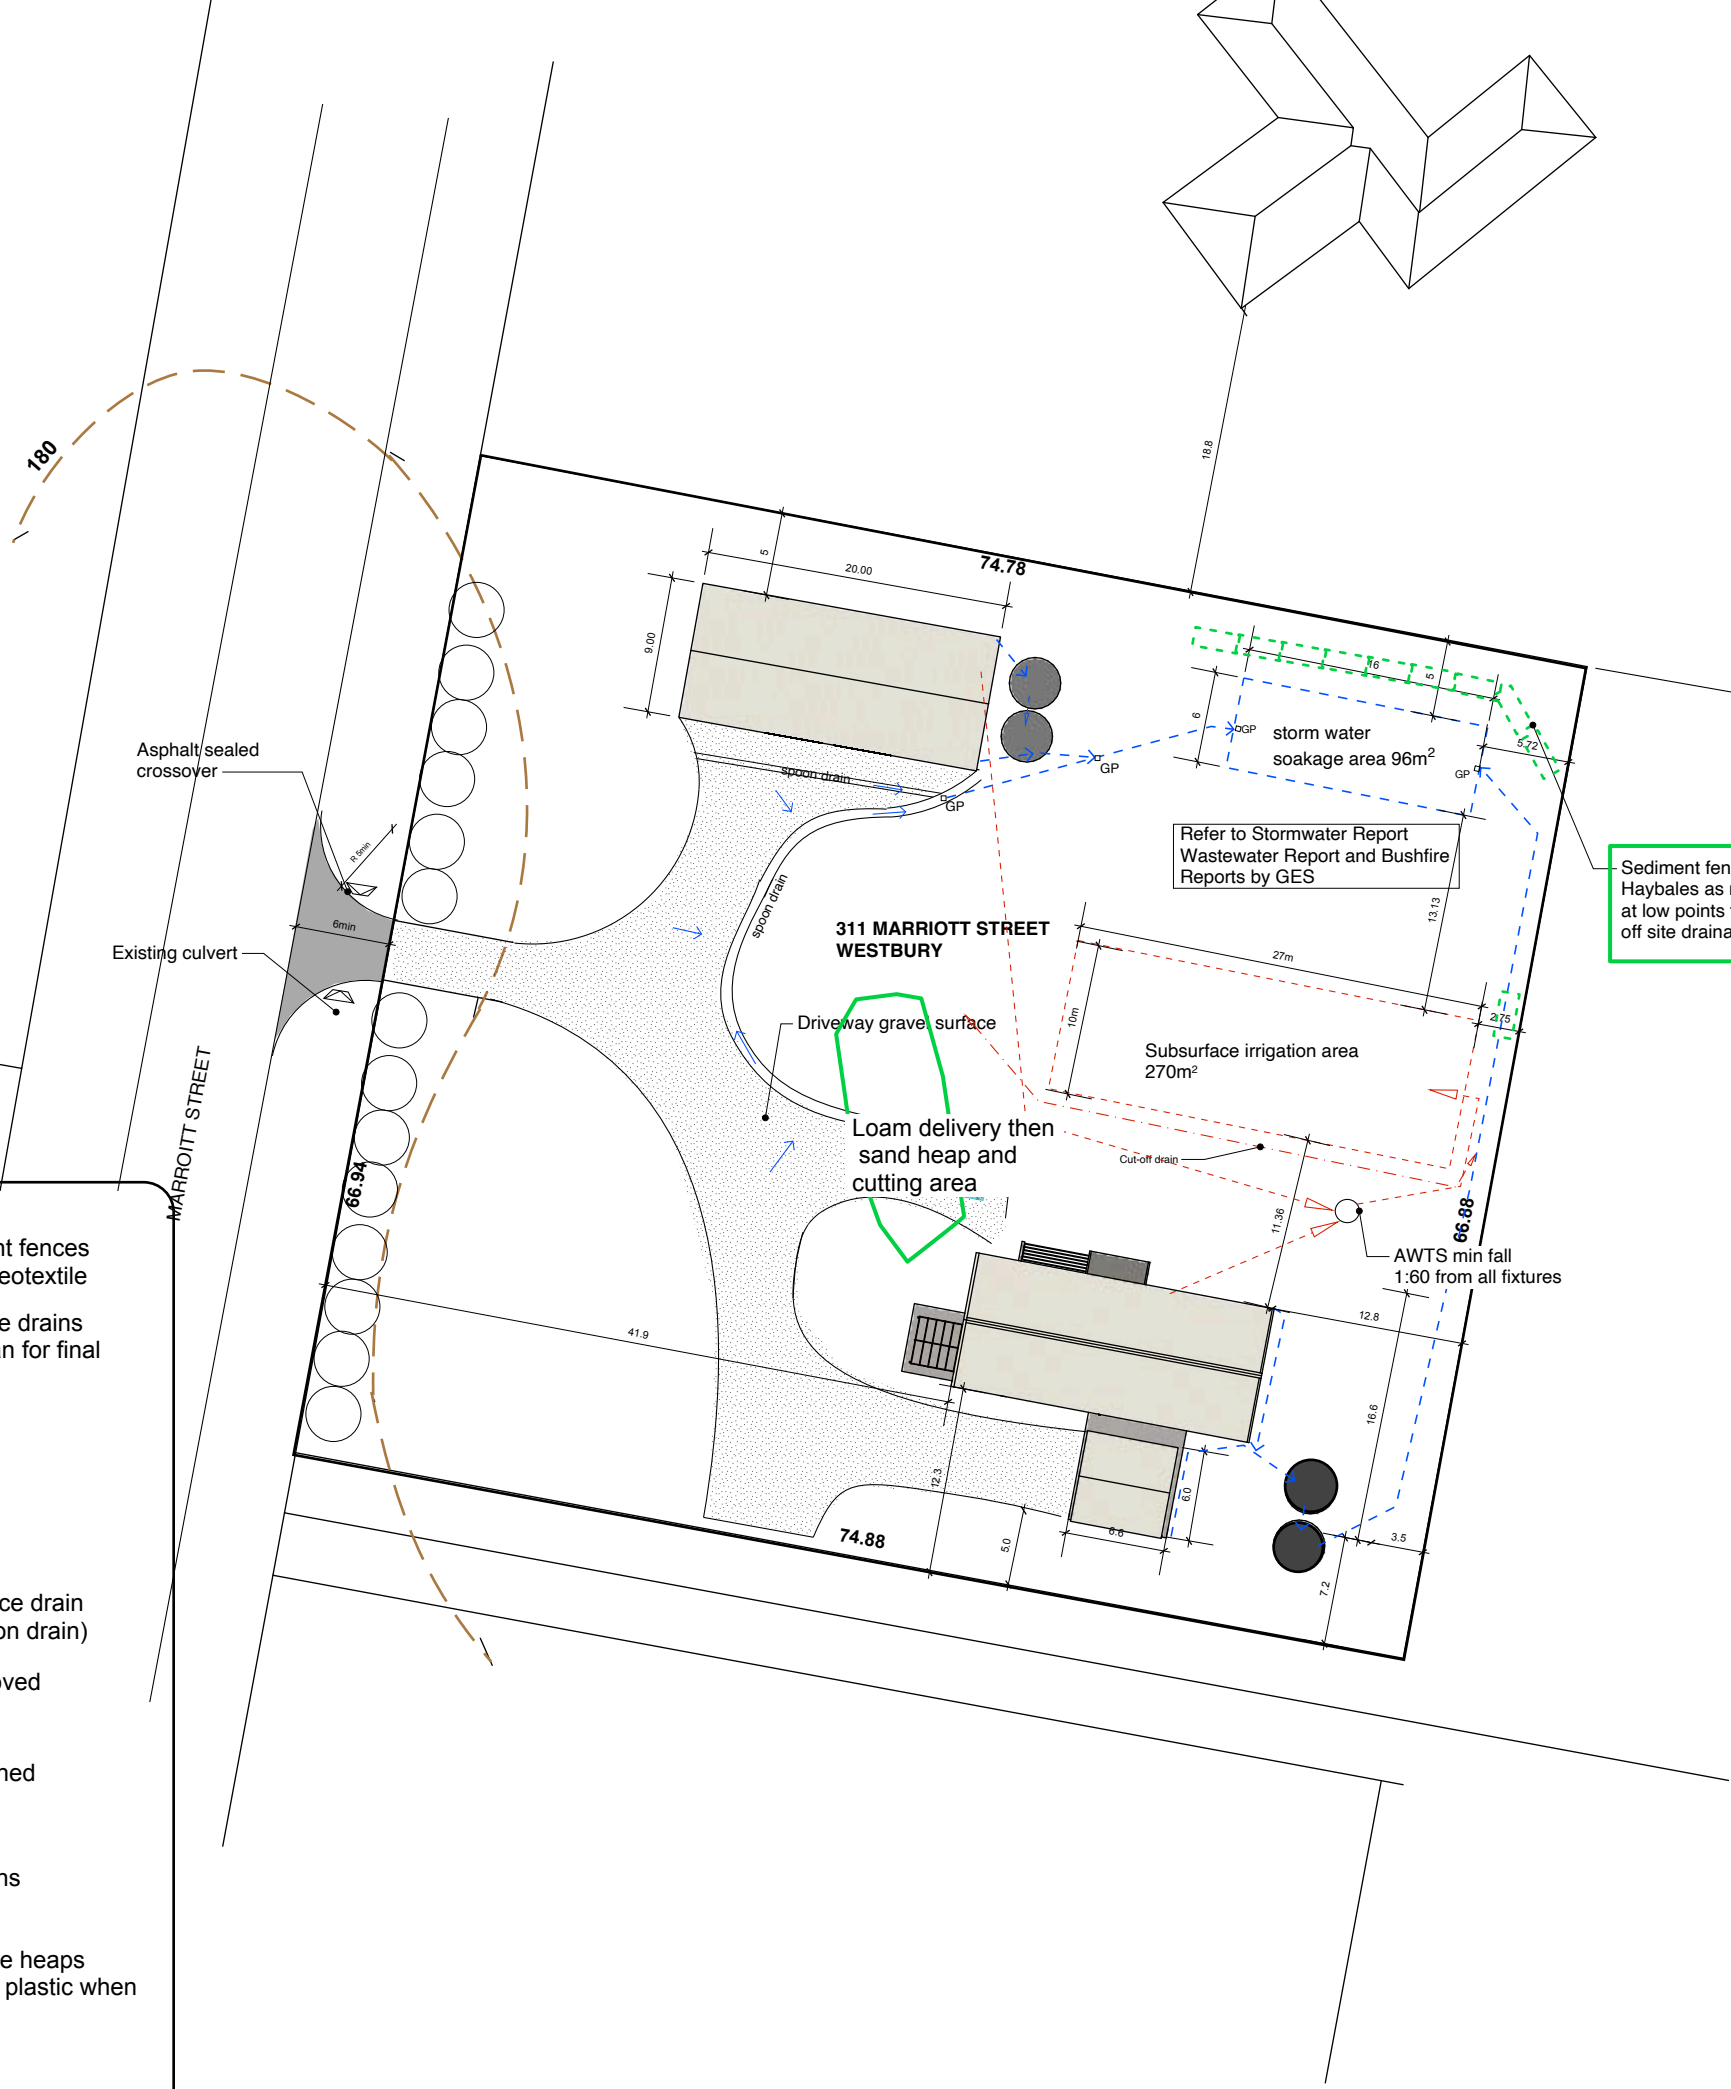 180
18.8
5
20.00
74.78
9.00
16
5
6
GP
storm water
soakage area 96m²
5.72
GP
Asphalt sealed
crossover
spoon drain
GP
GP
R 5min
Refer to Stormwater Report
Wastewater Report and Bushfire
Reports by GES
13.13
Sediment fen
Haybales as
at low points
off site draina
6min
spoon drain
311 MARRIOTT STREET
WESTBURY
Existing culvert
27m
10m
2.75
Driveway gravel surface
Subsurface irrigation area
270m²
MARROITT STREET
Loam delivery then
sand heap and
cutting area
Cut-off drain
66.94
11.36
66.88
AWTS min fall
1:60 from all fixtures
nt fences
eotextile
e drains
an for final
12.8
41.9
16.6
12.3
6.0
6.6
74.88
5.0
3.5
7.2
ce drain
on drain)
oved
ned
ns
e heaps
plastic when